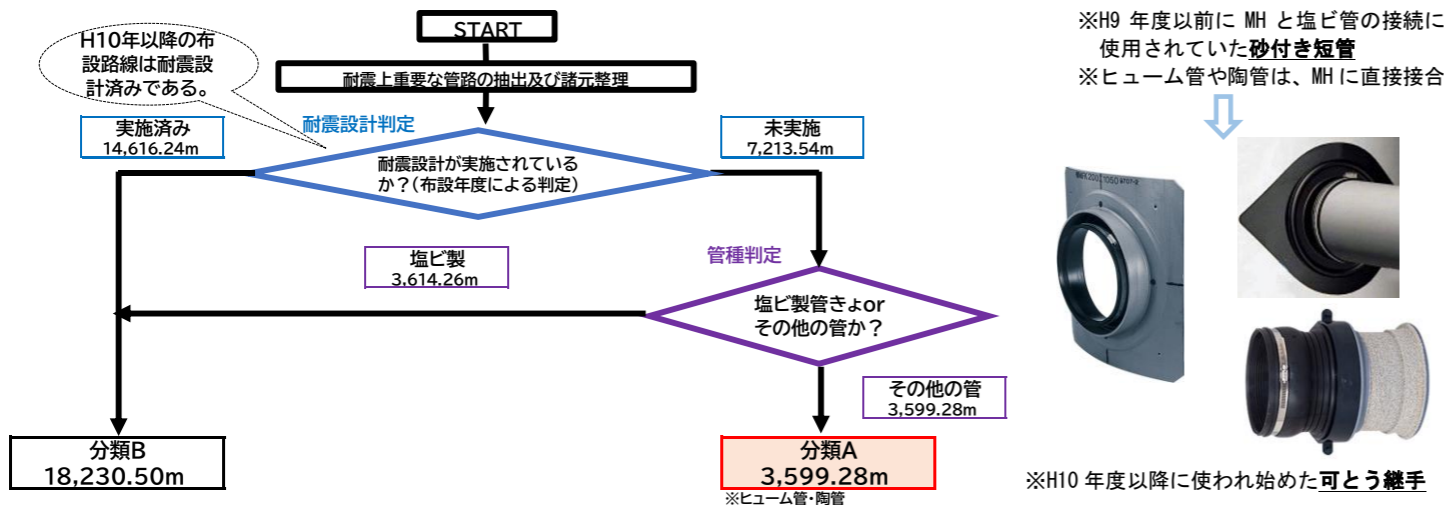 START
耐震上重要な管路の抽出及び諸元整理
H10年以降の布
設路線は耐震設
計済みである。
耐震設計判定
実施済み
14,616.24m
未実施
7,213.54m
耐震設計が実施されている
か？(布設年度による判定)
塩ビ製
3,614.26m
管種判定
塩ビ製管きょor
その他の管か？
その他の管
3,599.28m
分類B
18,230.50m
分類A
3,599.28m
※ヒューム管・陶管
※H9 年度以前に MH と塩ビ管の接続に
使用されていた砂付き短管
※ヒューム管や陶管は、MH に直接接合
※H10 年度以降に使われ始めた可とう継手